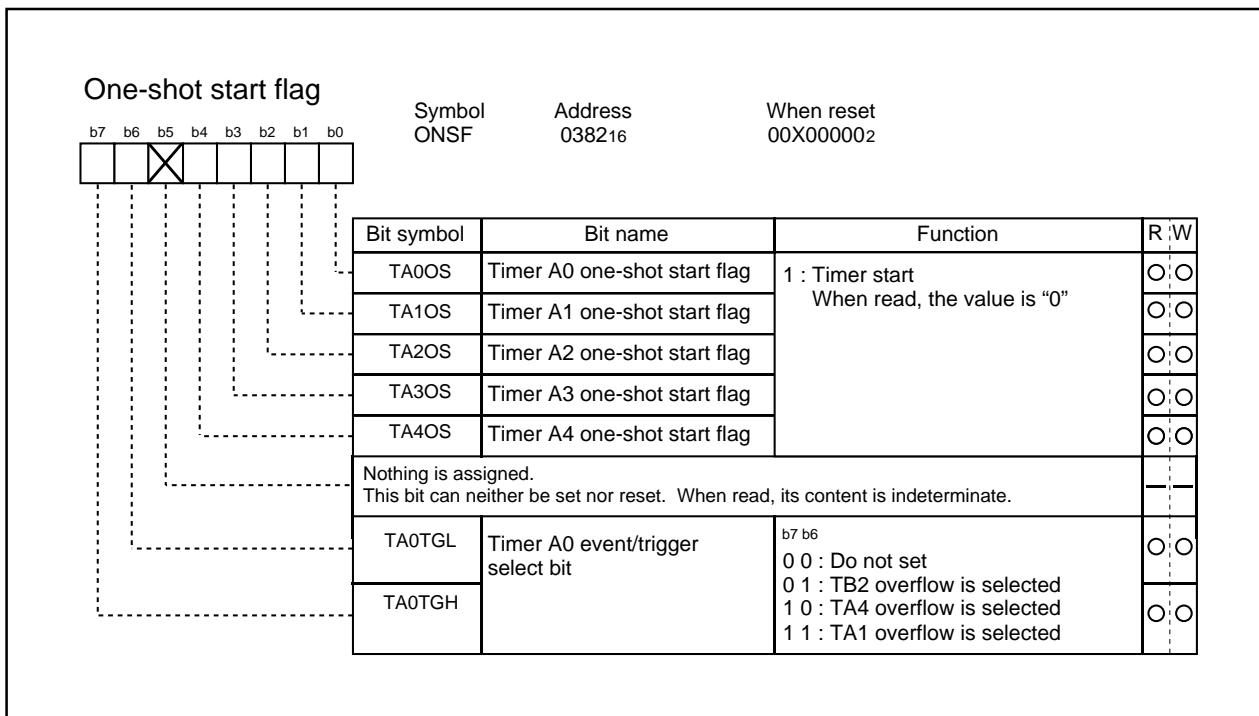 One-shot start flag
Symbol Address When reset
ONSF 038216 00X000002
b7 b6 b5 b4 b3 b2 b1 b0
Bit symbol Bit name Function R W
TA0OS Timer A0 one-shot start flag 1 : Timer start
When read, the value is “0”
TA1OS Timer A1 one-shot start flag
TA2OS Timer A2 one-shot start flag
TA3OS Timer A3 one-shot start flag
TA4OS Timer A4 one-shot start flag
Nothing is assigned.
This bit can neither be set nor reset. When read, its content is indeterminate.
TA0TGL Timer A0 event/trigger
select bit
TA0TGH
b7 b6
0 0 : Do not set
0 1 : TB2 overflow is selected
1 0 : TA4 overflow is selected
1 1 : TA1 overflow is selected